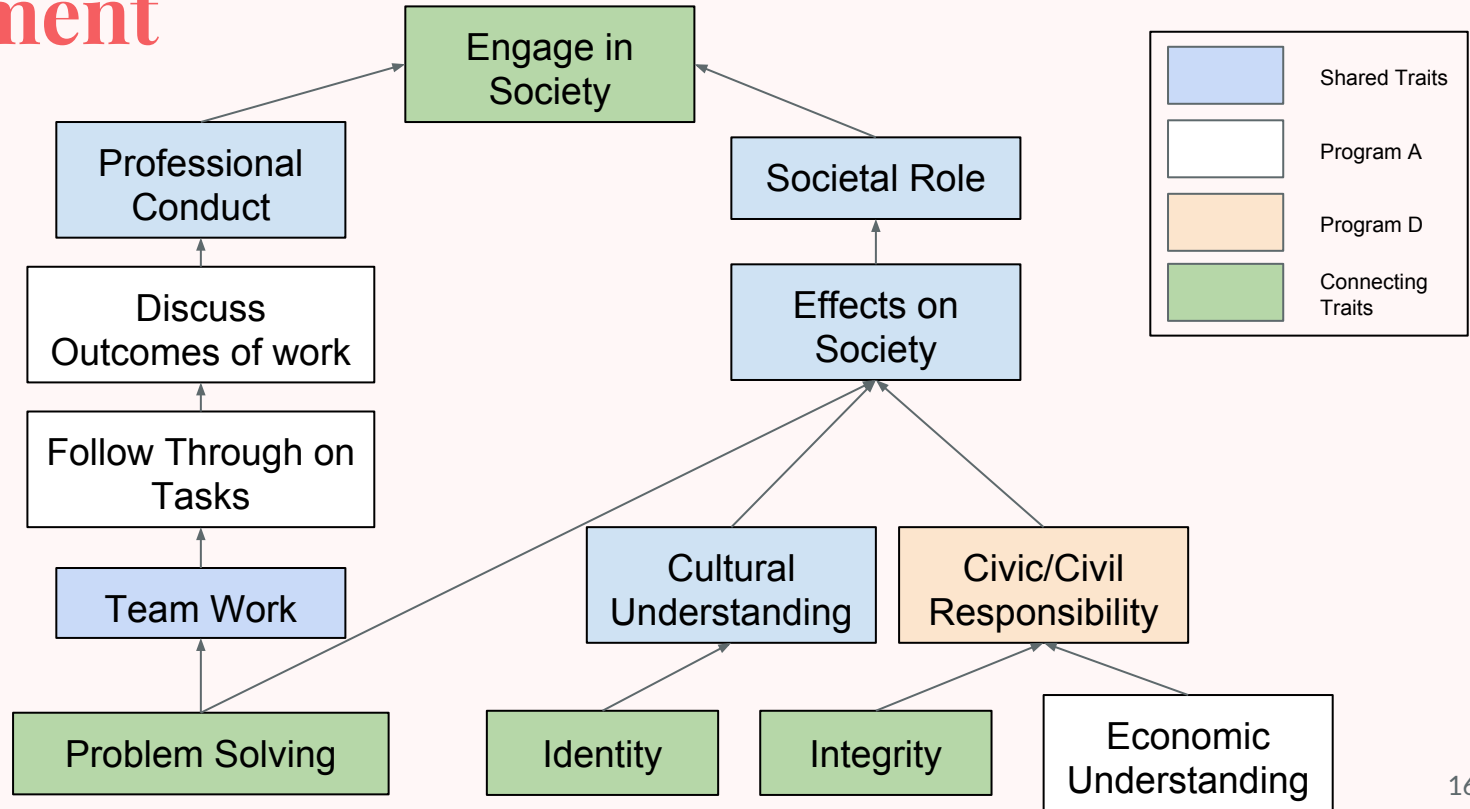 ment
Engage in
Society
Shared Traits
Program A
Program D
Connecting
Traits
Professional
Conduct
Societal Role
Discuss
Outcomes of work
Effects on
Society
Follow Through on
Tasks
Team Work
Cultural
Understanding
Civic/Civil
Responsibility
Problem Solving
Identity
Integrity
Economic
Understanding
16